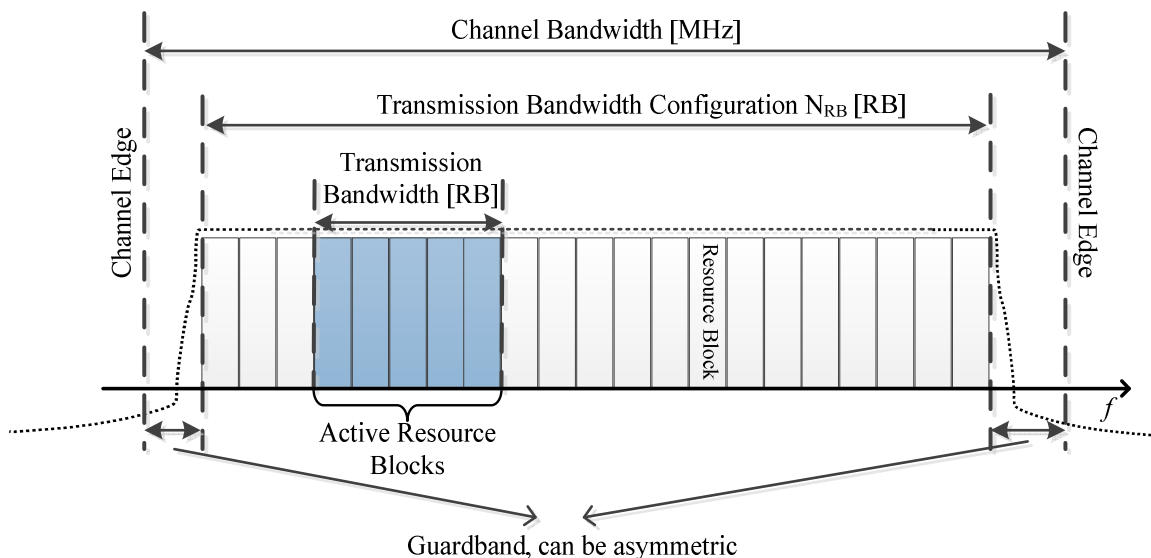 Channel Bandwidth [MHz]
Transmission Bandwidth Configuration NRB [RB]
Channel Edge
Transmission
Bandwidth [RB]
Channel Edge
Resource Block
f
Active Resource
Blocks
Guardband, can be asymmetric